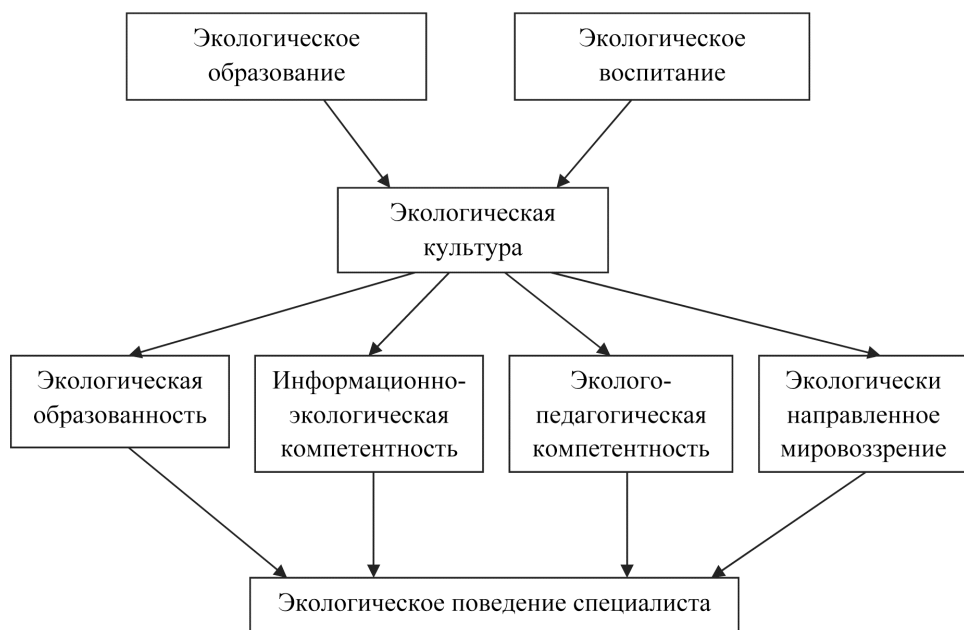 Экологическое
образование
Экологическое
воспитание
Экологическая
культура
Экологическая
образованность
Информационно-
экологическая
компетентность
Эколого-
педагогическая
компетентность
Экологически
направленное
мировоззрение
Экологическое поведение специалиста